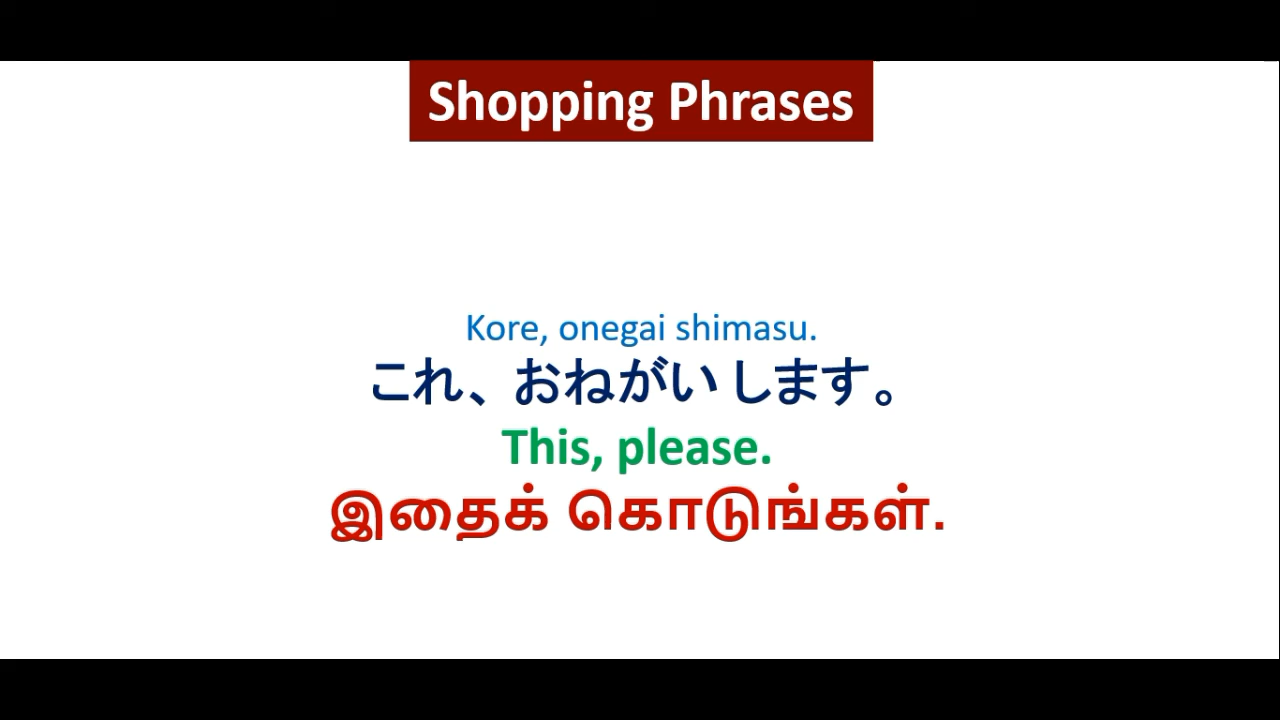 Shopping Phrases
Kore, onegai shimasu.
これ、おねがいします。
This, please.
இதைக் கொடுங்கள்.